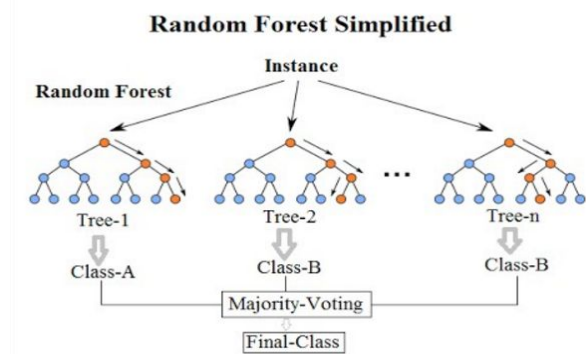 Random Forest Simplified
Instance
Random Forest
...
Tree-1 Tree-2 Tree-n
Class-A Class-B Class-B
Majority-Voting
Final-Class